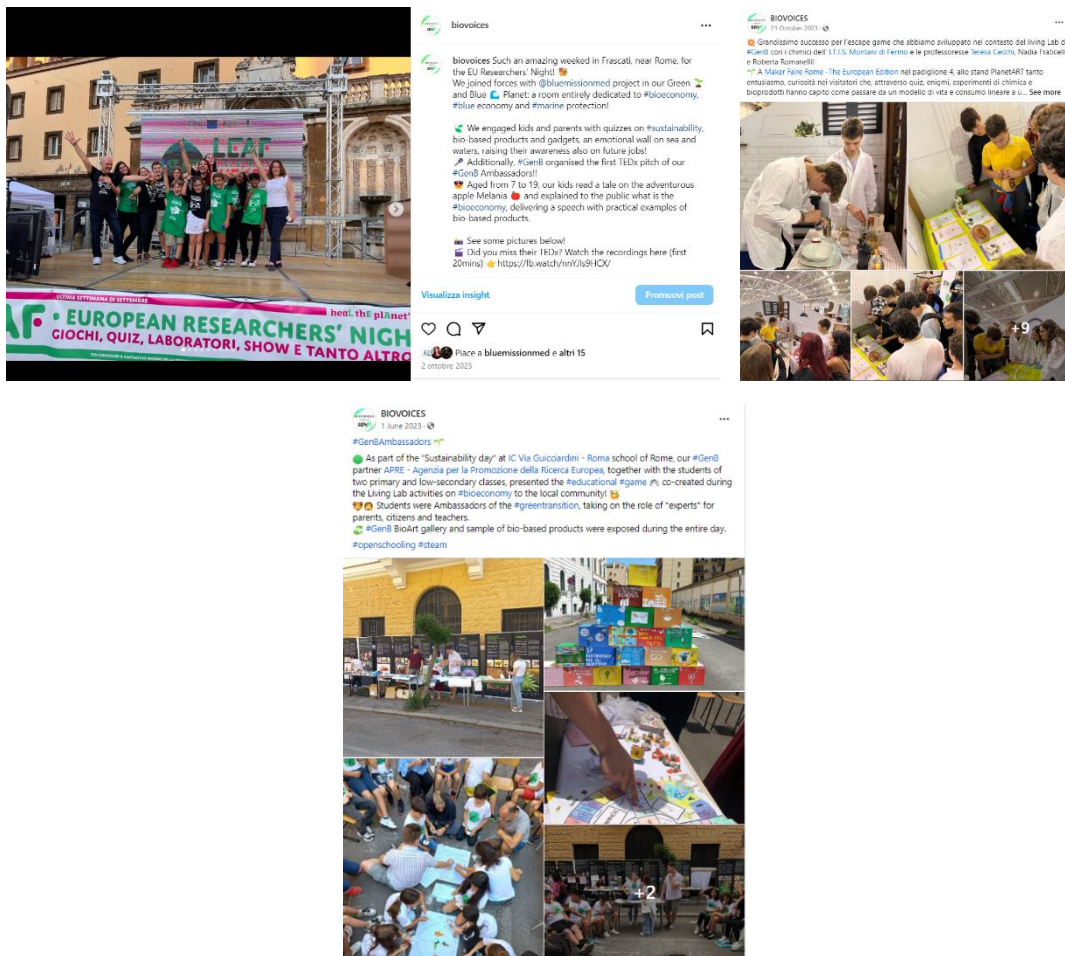 biovoices
biovoices Such an amazing weeked in Frascati, near Rome, for
the EU Researchers' Night!
We joined forces with @bluemissionmed project in our Green
and Blue Planet: a room entirely dedicated to #bioeconomy,
#blue economy and #marine protection!
We engaged kids and parents with quizzes on #sustainability,
bio-based products and gadgets, an emotional wall on sea and
waters, raising their awareness also on future jobs!
Additionally, #GenB organised the first TEDx pitch of our
#GenB Ambassadors!!
Aged from 7 to 19, our kids read a tale on the adventurous
apple Melania and explained to the public what is the
#bioeconomy, delivering a speech with practical examples of
bio-based products.
See some pictures below!
Did you miss their TEDx? Watch the recordings here (first
20mins) https://fb.watch/nnYJIs9HCX/
Visualizza insight
Promuovi post
Piace a bluemissionmed e altri 15
2 ottobre 2023
LEAF
heaL thE plAnet'
ULTIMA SETTIMANA DI SETTEMBRE
AF • EUROPEAN RESEARCHERS' NIGH
GIOCHI, QUIZ, LABORATORI, SHOW E TANTO ALTRO
BIOVOICES
21 October 2023
Grandissimo successo per l'escape game che abbiamo sviluppato nel contesto del living Lab d
#GenB con i chimici dell' I.T.I.S. Montani di Fermo e le professoresse Teresa Cecchi, Nadia Fraticell
e Roberta Romanelli!
A Maker Faire Rome -The European Edition nel padiglione 4, allo stand PlanetART tanto
entusiasmo, curiosità nei visitatori che, attraverso quiz, enigmi, esperimenti di chimica e
bioprodotti hanno capito come passare da un modello di vita e consumo lineare a u... See more
+9
BIOVOICES
1 June 2023
#GenBAmbassadors
As part of the "Sustainability day" at IC Via Guicciardini - Roma school of Rome, our #GenB
partner APRE - Agenzia per la Promozione della Ricerca Europea, together with the students of
two primary and low-secondary classes, presented the #educational #game co-created during
the Living Lab activities on #bioeconomy to the local community!
Students were Ambassadors of the #greentransition, taking on the role of "experts" for
parents, citizens and teachers.
#GenB BioArt gallery and sample of bio-based products were exposed during the entire day.
#openschooling #steam
+2